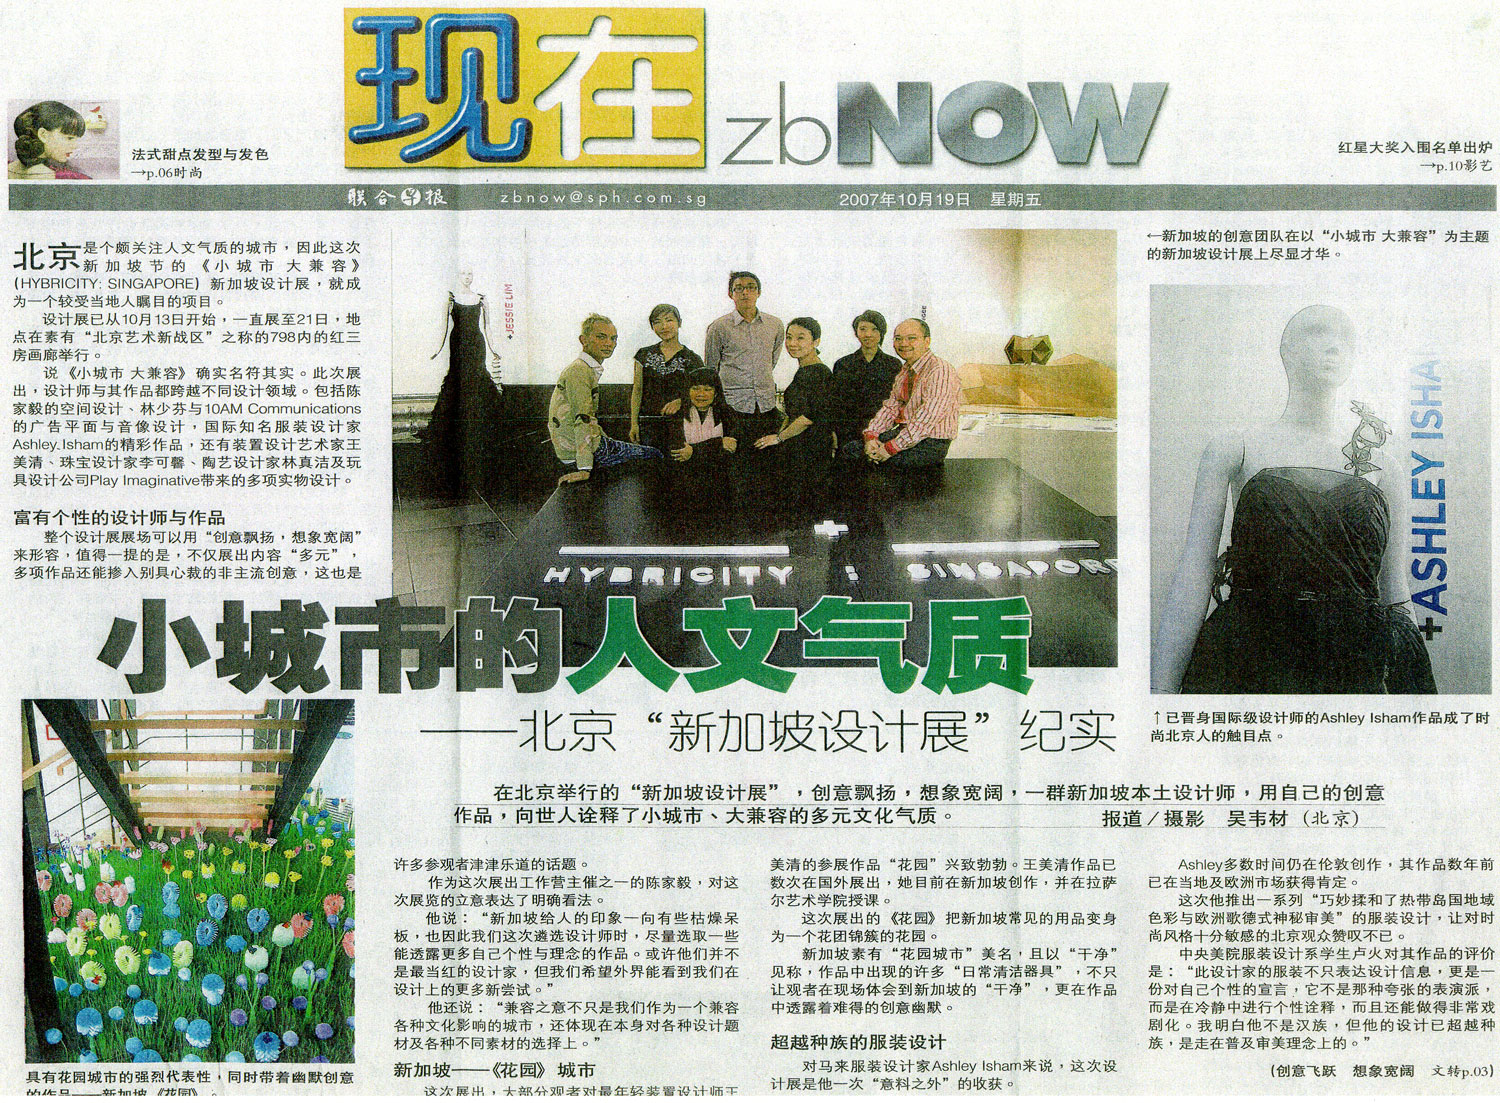 现在 zbNOW
法式甜点发型与发色
→p.06时尚
红星大奖入围名单出炉
→p.10影艺
联合早报 zbnow@sph.com.sg 2007年10月19日 星期五
北京是个颇关注人文气质的城市，因此这次
新加坡节的《小城市 大兼容》
(HYBRICITY: SINGAPORE) 新加坡设计展，就成
为一个较受当地人瞩目的项目。
设计展已从10月13日开始，一直展至21日，地
点在素有“北京艺术新战区”之称的798内的红三
房画廊举行。
说《小城市 大兼容》确实名符其实。此次展
出，设计师与其作品都跨越不同设计领域。包括陈
家毅的空间设计、林少芬与10AM Communications
的广告平面与音像设计，国际知名服装设计家
Ashley.Isham的精彩作品，还有装置设计艺术家王
美清、珠宝设计家李可馨、陶艺设计家林真洁及玩
具设计公司Play Imaginative带来的多项实物设计。
富有个性的设计师与作品
整个设计展展场可以用“创意飘扬，想象宽阔”
来形容，值得一提的是，不仅展出内容“多元”，
多项作品还能掺入别具心裁的非主流创意，这也是
+JESSIE LIM
HYBRICITY : SINGAPORE
←新加坡的创意团队在以“小城市 大兼容”为主题
的新加坡设计展上尽显才华。
+ASHLEY ISHA
↑已晋身国际级设计师的Ashley Isham作品成了时
尚北京人的触目点。
小城市的人文气质
——北京“新加坡设计展”纪实
在北京举行的“新加坡设计展”，创意飘扬，想象宽阔，一群新加坡本土设计师，用自己的创意
作品，向世人诠释了小城市、大兼容的多元文化气质。 报道／摄影 吴韦材（北京）
具有花园城市的强烈代表性，同时带着幽默创意
的作品——新加坡《花园》。
许多参观者津津乐道的话题。
作为这次展出工作营主催之一的陈家毅，对这
次展览的立意表达了明确看法。
他说：“新加坡给人的印象一向有些枯燥呆
板，也因此我们这次遴选设计师时，尽量选取一些
能透露更多自己个性与理念的作品。或许他们并不
是最当红的设计家，但我们希望外界能看到我们在
设计上的更多新尝试。”
他还说：“兼容之意不只是我们作为一个兼容
各种文化影响的城市，还体现在本身对各种设计题
材及各种不同素材的选择上。”
新加坡——《花园》城市
这次展出，大部分观者对最年轻装置设计师王
美清的参展作品“花园”兴致勃勃。王美清作品已
数次在国外展出，她目前在新加坡创作，并在拉萨
尔艺术学院授课。
这次展出的《花园》把新加坡常见的用品变身
为一个花团锦簇的花园。
新加坡素有“花园城市”美名，且以“干净”
见称，作品中出现的许多“日常清洁器具”，不只
让观者在现场体会到新加坡的“干净”，更在作品
中透露着难得的创意幽默。
超越种族的服装设计
对马来服装设计家Ashley Isham来说，这次设
计展是他一次“意料之外”的收获。
Ashley多数时间仍在伦敦创作，其作品数年前
已在当地及欧洲市场获得肯定。
这次他推出一系列“巧妙揉和了热带岛国地域
色彩与欧洲歌德式神秘审美”的服装设计，让对时
尚风格十分敏感的北京观众赞叹不已。
中央美院服装设计系学生卢火对其作品的评价
是：“此设计家的服装不只表达设计信息，更是一
份对自己个性的宣言，它不是那种夸张的表演派，
而是在冷静中进行个性诠释，而且还能做得非常戏
剧化。我明白他不是汉族，但他的设计已超越种
族，是走在普及审美理念上的。”
（创意飞跃 想象宽阔 文转p.03）